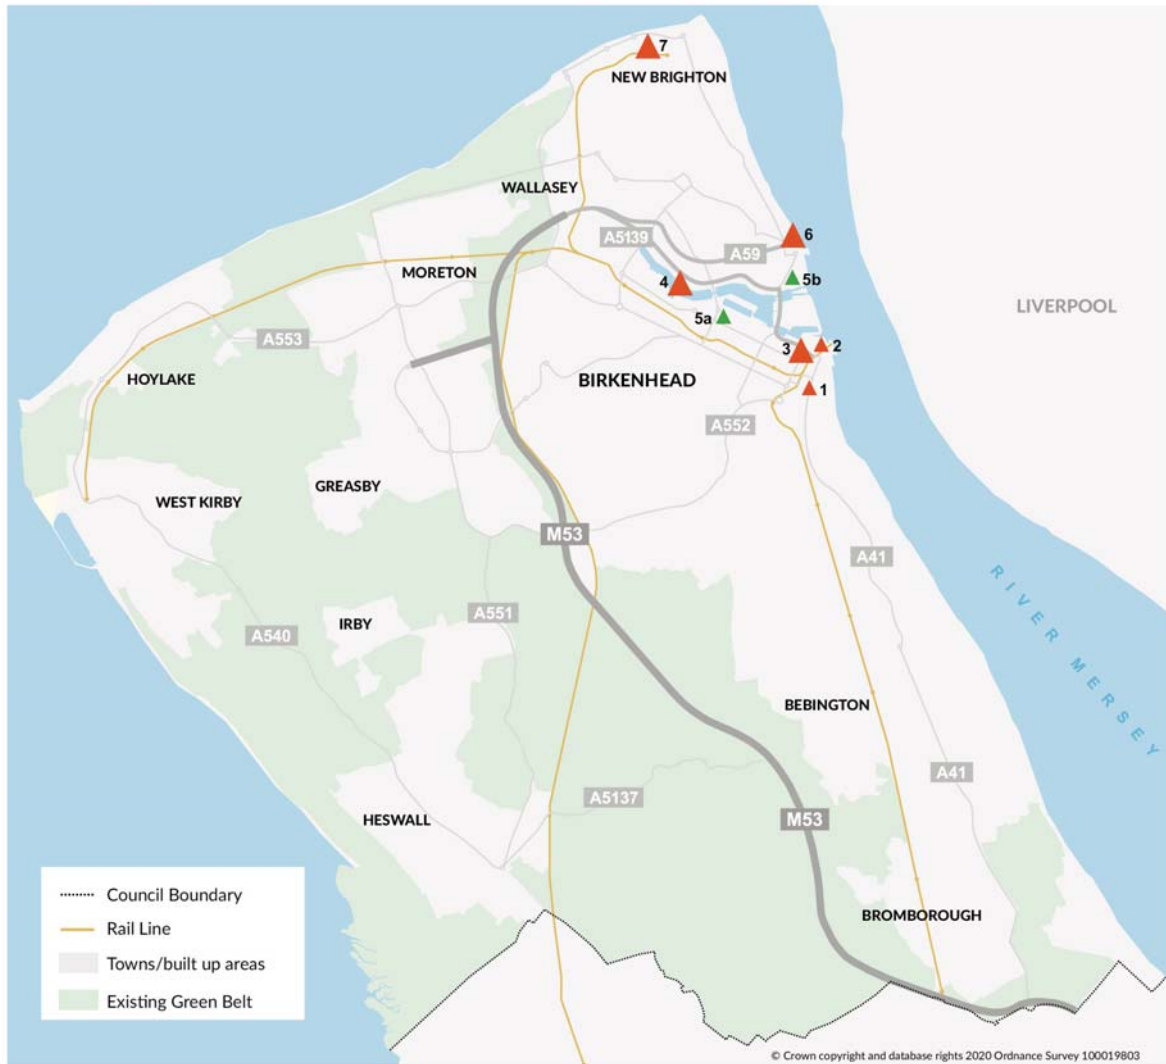 7
NEW BRIGHTON
WALLASEY
6
A5139
A59
MORETON
4
5b
LIVERPOOL
5a
A553
3
2
HOYLAKE
BIRKENHEAD
1
A552
GREASBY
WEST KIRBY
M53
A41
RIVER MERSEY
A551
IRBY
A540
BEBINGTON
A41
A5137
HESWALL
M53
BROMBOROUGH
Council Boundary
Rail Line
Towns/built up areas
Existing Green Belt
© Crown copyright and database rights 2020 Ordnance Survey 100019803